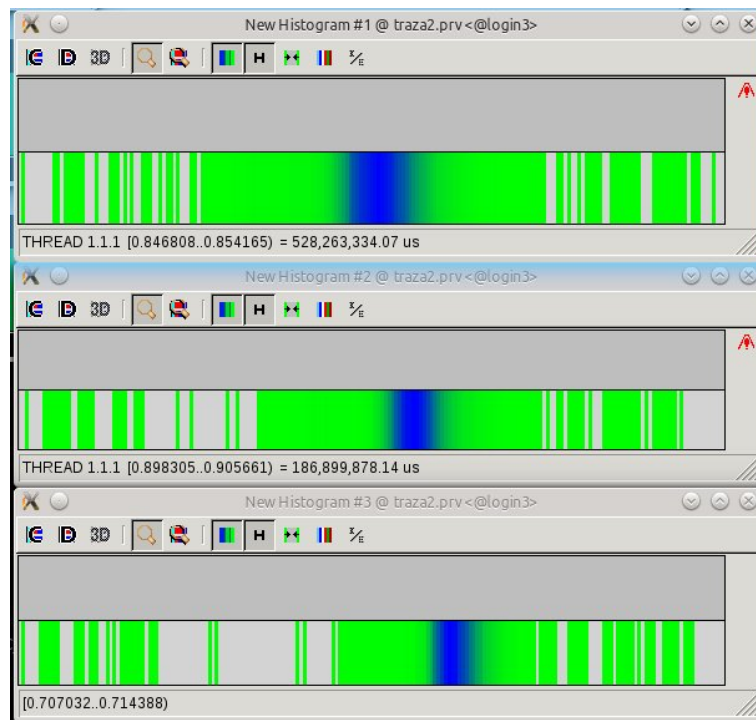 New Histogram #1 @ traza2.prv <@login3>
3D
THREAD 1.1.1 [0.846808..0.854165) = 528,263,334.07 us
New Histogram #2 @ traza2.prv <@login3>
3D
THREAD 1.1.1 [0.898305..0.905661) = 186,899,878.14 us
New Histogram #3 @ traza2.prv <@login3>
3D
[0.707032..0.714388)